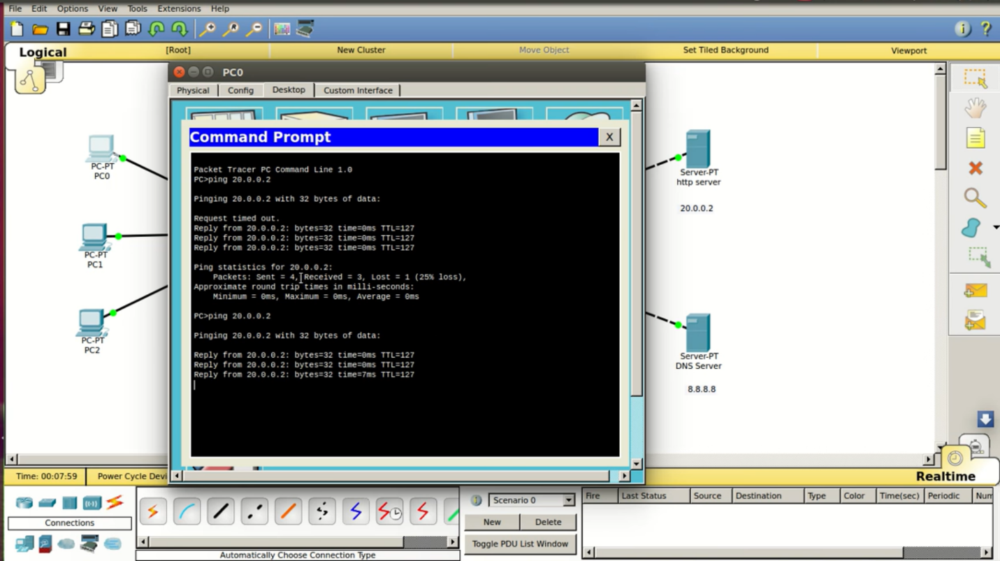 File Edit Options View Tools Extensions Help
Logical
[Root]
New Cluster
Move Object
Set Tiled Background
Viewport
PC0
Physical Config Desktop Custom Interface
Command Prompt
X
Packet Tracer PC Command Line 1.0
PC>ping 20.0.0.2
Pinging 20.0.0.2 with 32 bytes of data:
Request timed out.
Reply from 20.0.0.2: bytes=32 time=0ms TTL=127
Reply from 20.0.0.2: bytes=32 time=0ms TTL=127
Reply from 20.0.0.2: bytes=32 time=0ms TTL=127
Ping statistics for 20.0.0.2:
Packets: Sent = 4, Received = 3, Lost = 1 (25% loss),
Approximate round trip times in milli-seconds:
Minimum = 0ms, Maximum = 0ms, Average = 0ms
PC>ping 20.0.0.2
Pinging 20.0.0.2 with 32 bytes of data:
Reply from 20.0.0.2: bytes=32 time=0ms TTL=127
Reply from 20.0.0.2: bytes=32 time=0ms TTL=127
Reply from 20.0.0.2: bytes=32 time=7ms TTL=127
PC-PT
PC0
PC-PT
PC1
PC-PT
PC2
Server-PT
http server
20.0.0.2
Server-PT
DNS Server
8.8.8.8
Time: 00:07:59
Power Cycle Devi
Realtime
Connections
Automatically Choose Connection Type
Scenario 0
New
Delete
Toggle PDU List Window
Fire Last Status Source Destination Type Color Time(sec) Periodic Num